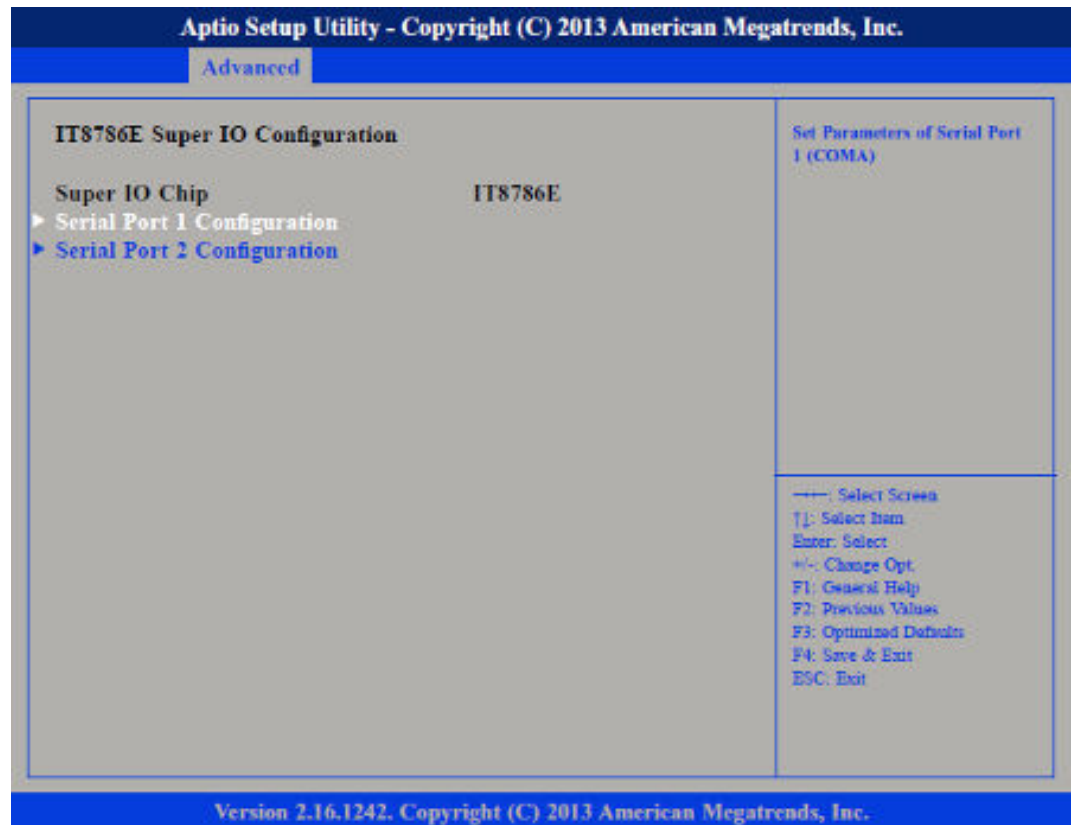 Aptio Setup Utility - Copyright (C) 2013 American Megatrends, Inc.
Advanced
IT8786E Super IO Configuration
Super IO Chip IT8786E
► Serial Port 1 Configuration
► Serial Port 2 Configuration
Set Parameters of Serial Port
1 (COMA)
→←: Select Screen
↑↓: Select Item
Enter: Select
+/-: Change Opt.
F1: General Help
F2: Previous Values
F3: Optimized Defaults
F4: Save & Exit
ESC: Exit
Version 2.16.1242. Copyright (C) 2013 American Megatrends, Inc.